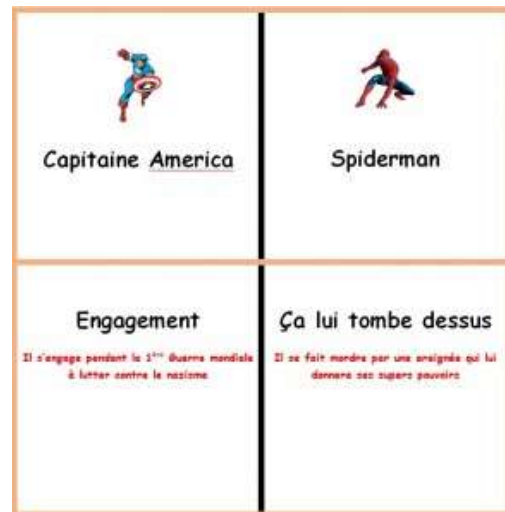 Capitaine America
Spiderman
Engagement
Il s'engage pendant la 1ère Guerre mondiale
à lutter contre le nazisme
Ça lui tombe dessus
Il se fait mordre par une araignée qui lui
donnera ses supers pouvoirs